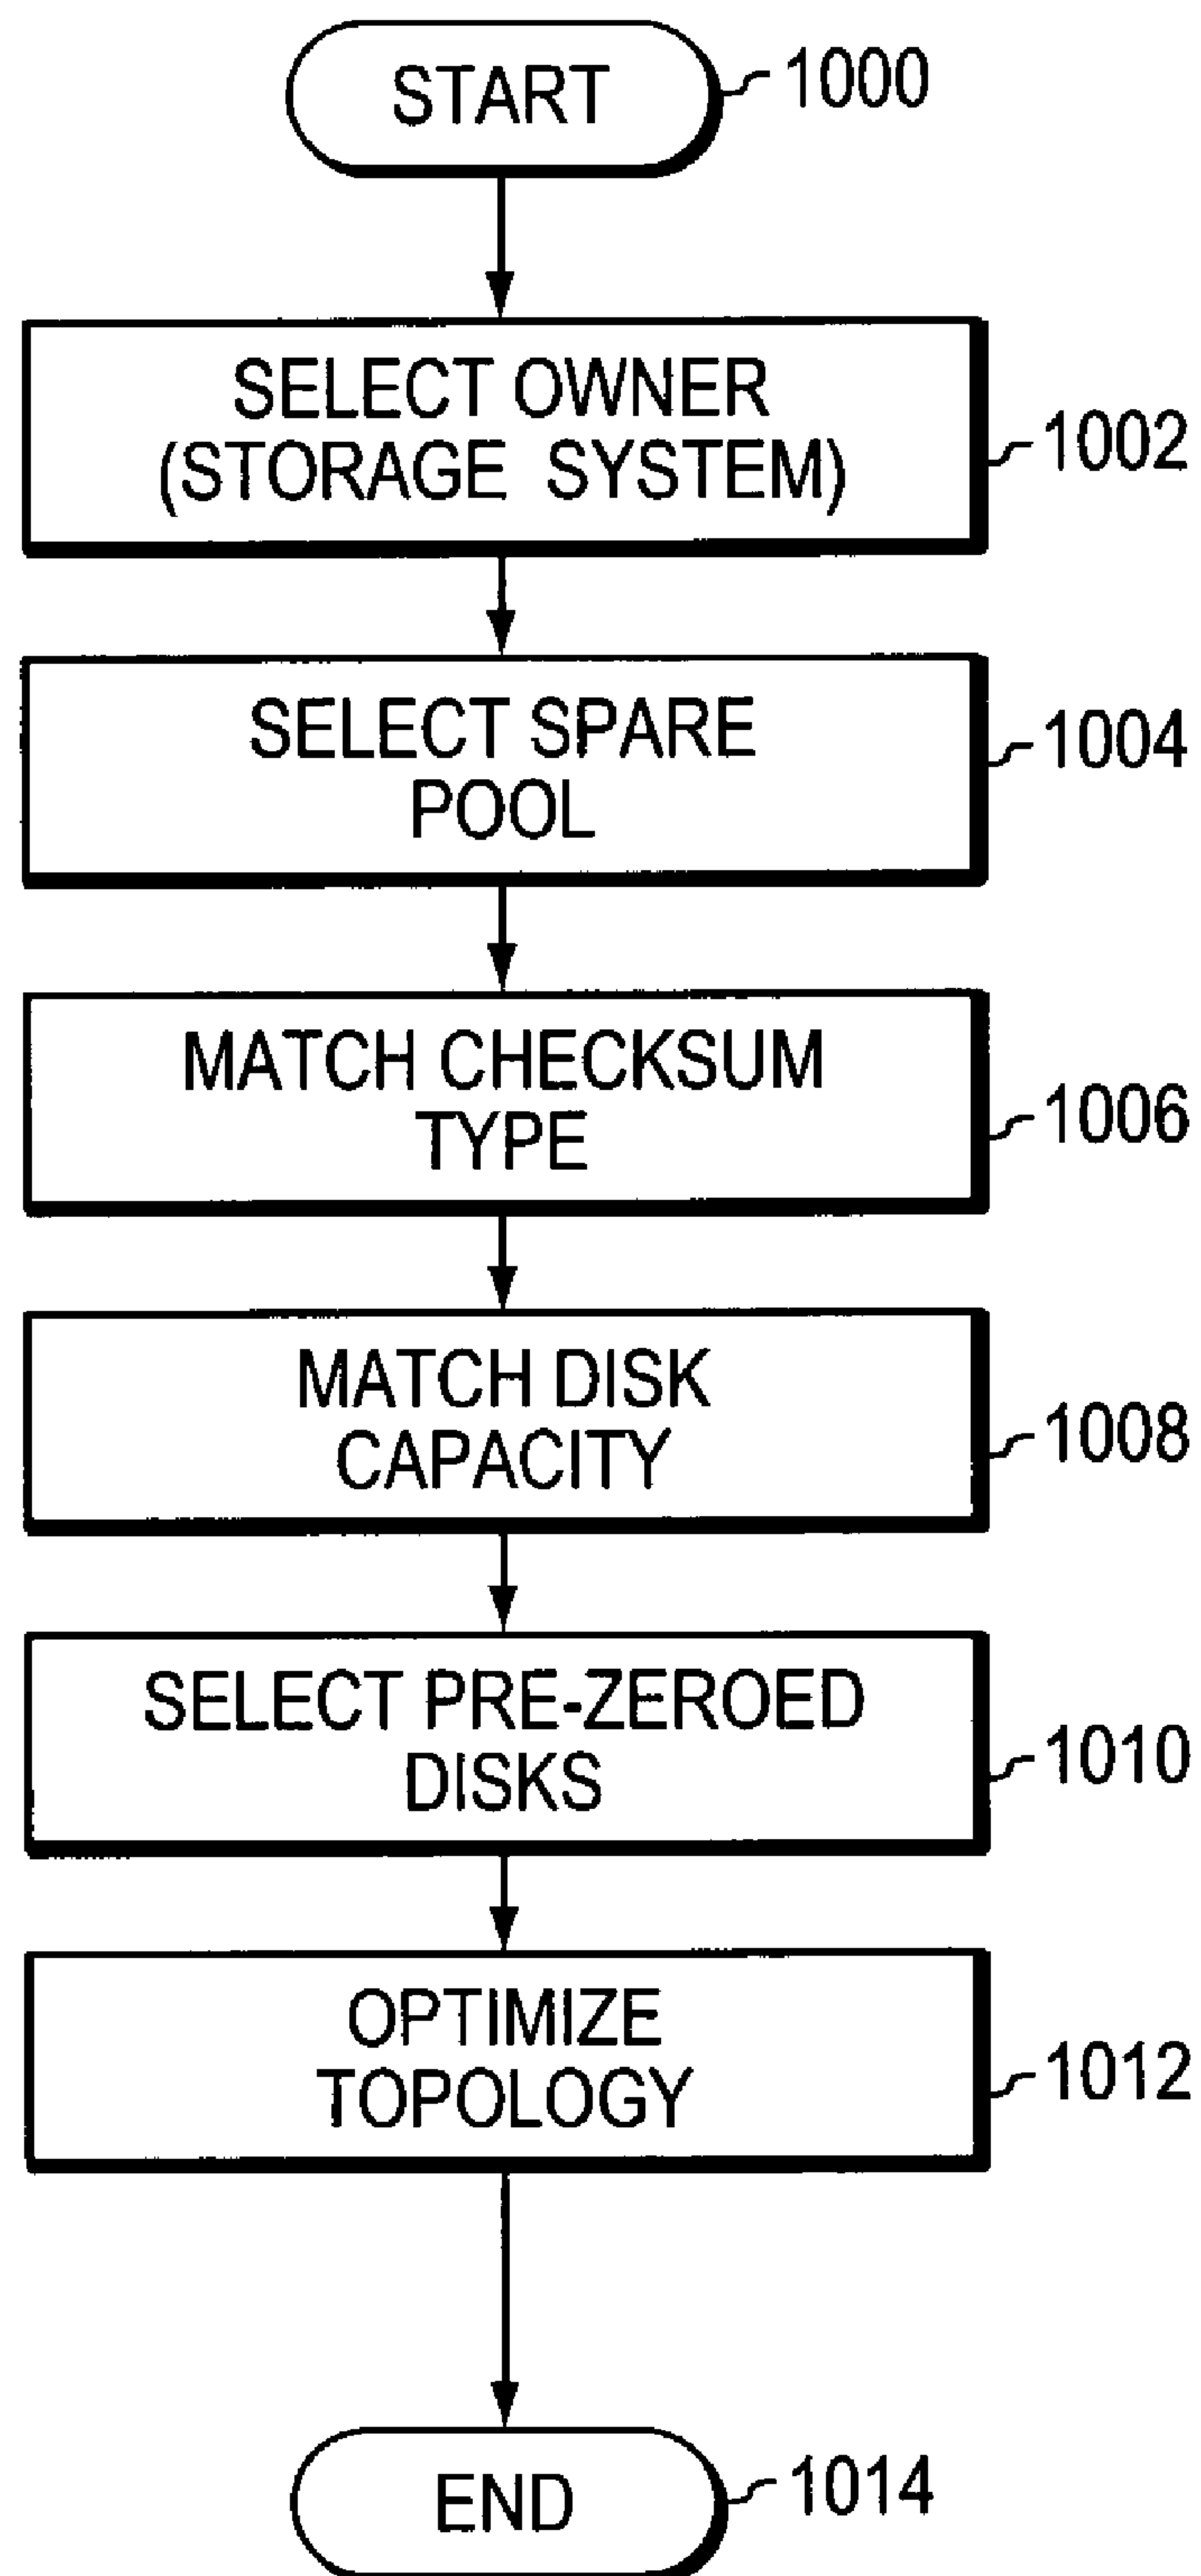 START
1000
SELECT OWNER
(STORAGE SYSTEM)
1002
SELECT SPARE
POOL
1004
MATCH CHECKSUM
TYPE
1006
MATCH DISK
CAPACITY
1008
SELECT PRE-ZEROED
DISKS
1010
OPTIMIZE
TOPOLOGY
1012
END
1014